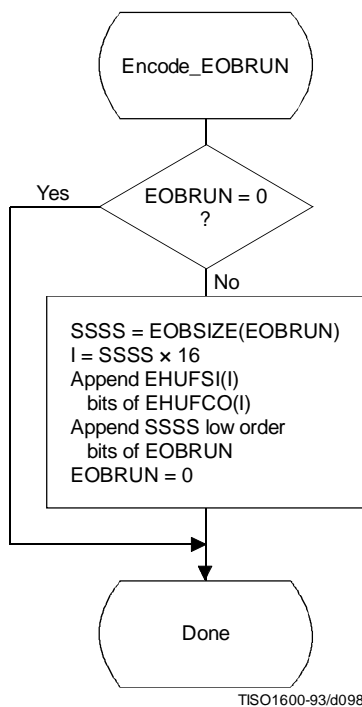 Encode_EOBRUN
EOBRUN = 0
?
Yes
No
SSSS = EOBSIZE(EOBRUN)
I = SSSS × 16
Append EHUFSI(I)
bits of EHUFCO(I)
Append SSSS low order
bits of EOBRUN
EOBRUN = 0
Done
TISO1600-93/d098